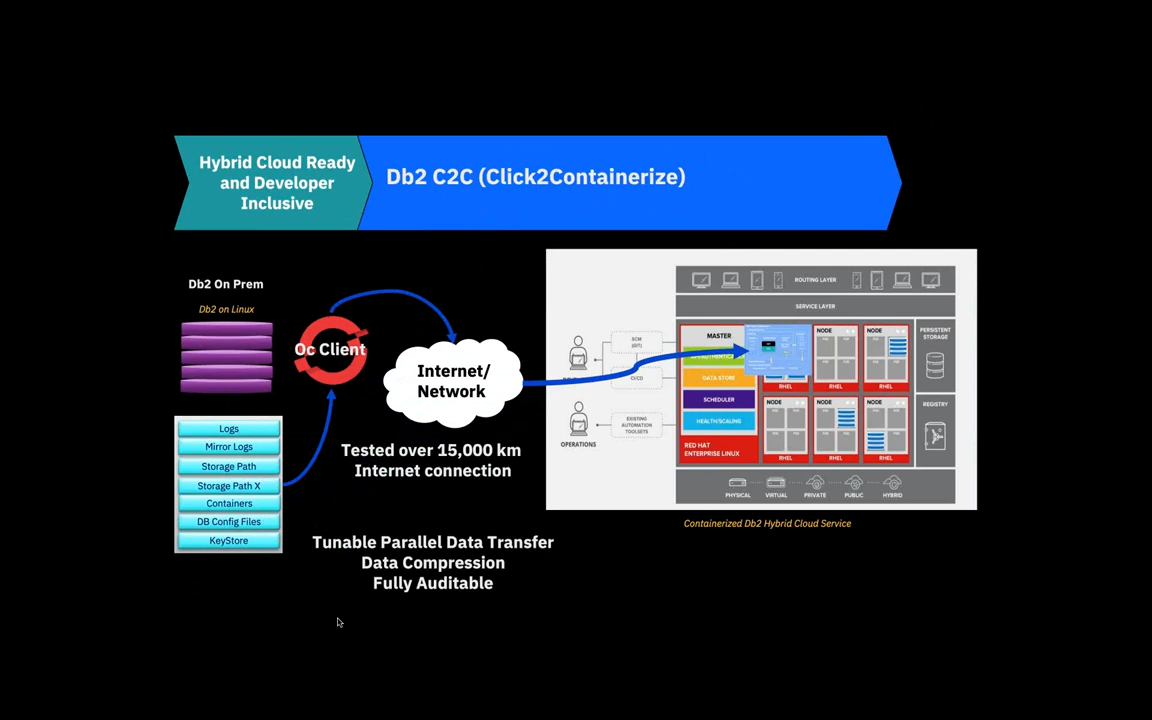 Hybrid Cloud Ready
and Developer
Inclusive
Db2 C2C (Click2Containerize)
Db2 On Prem
Db2 on Linux
Oc Client
Internet/
Network
Logs
Mirror Logs
Storage Path
Storage Path X
Containers
DB Config Files
KeyStore
Tested over 15,000 km
Internet connection
Tunable Parallel Data Transfer
Data Compression
Fully Auditable
ROUTING LAYER
SERVICE LAYER
SCM
(GIT)
CI/CD
EXISTING
AUTOMATION
TOOLSETS
OPERATIONS
MASTER
DATA STORE
SCHEDULER
HEALTH/SCALING
RED HAT
ENTERPRISE LINUX
NODE
NODE
RHEL
RHEL
RHEL
NODE
NODE
NODE
RHEL
RHEL
RHEL
PERSISTENT
STORAGE
REGISTRY
PHYSICAL
VIRTUAL
PRIVATE
PUBLIC
HYBRID
Containerized Db2 Hybrid Cloud Service